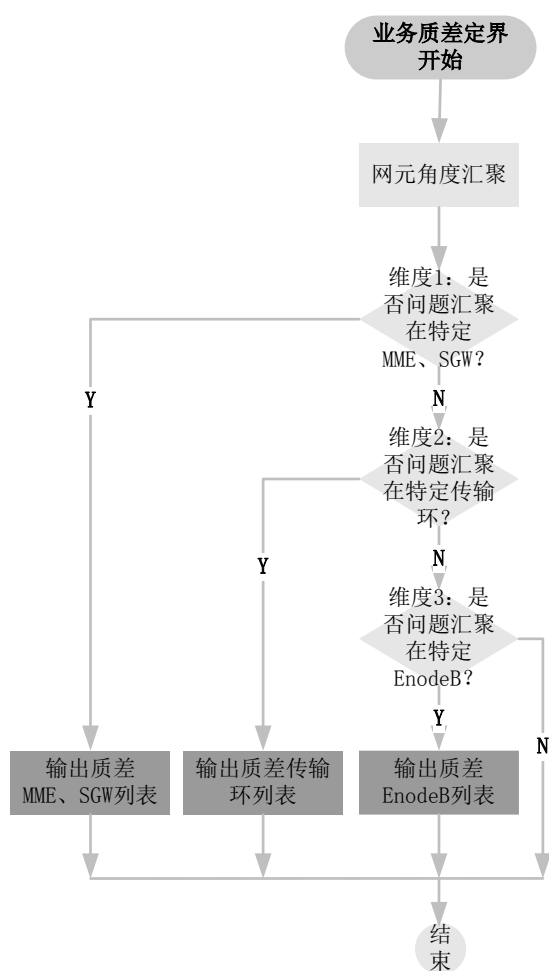 业务质差定界
开始
网元角度汇聚
维度1：是
否问题汇聚
在特定
MME、SGW？
Y
N
维度2：是
否问题汇聚
在特定传输
环？
Y
N
维度3：是
否问题汇聚
在特定
EnodeB？
Y
N
输出质差
MME、SGW列表
输出质差传输
环列表
输出质差
EnodeB列表
结
束